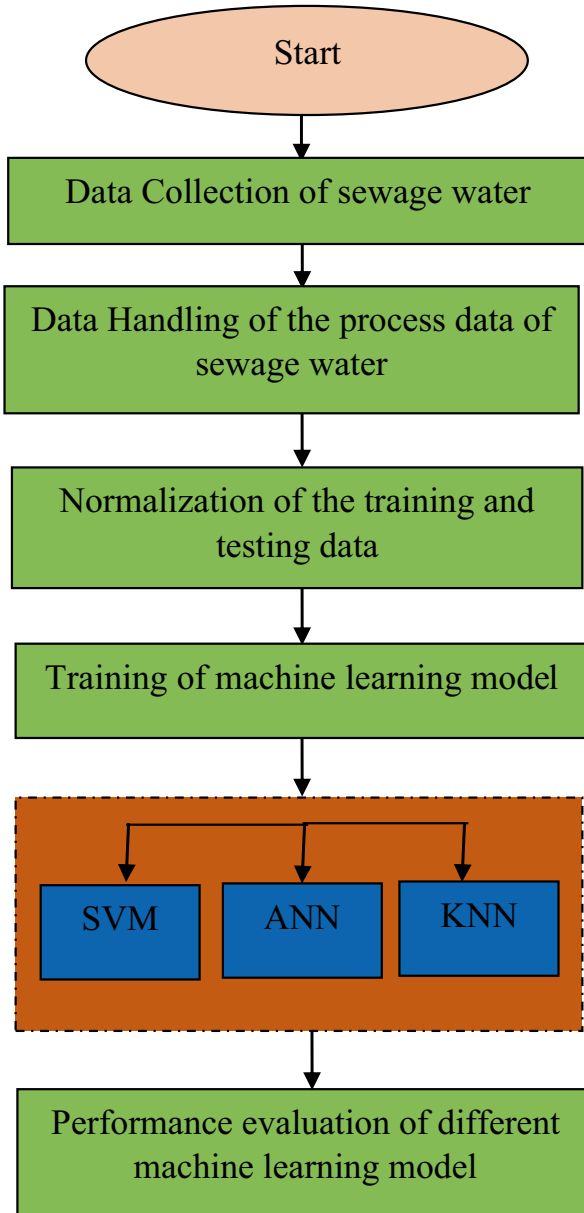 Start
Data Collection of sewage water
Data Handling of the process data of
sewage water
Normalization of the training and
testing data
Training of machine learning model
SVM
ANN
KNN
Performance evaluation of different
machine learning model